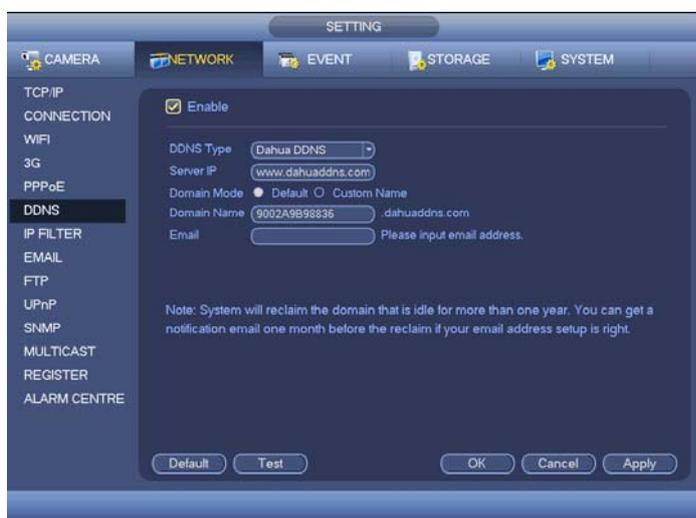 SETTING
CAMERA NETWORK EVENT STORAGE SYSTEM
TCP/IP
CONNECTION
WIFI
3G
PPPoE
DDNS
IP FILTER
EMAIL
FTP
UPnP
SNMP
MULTICAST
REGISTER
ALARM CENTRE
Enable
DDNS Type Dahua DDNS
Server IP www.dahuaddns.com
Domain Mode Default Custom Name
Domain Name 9002A9B98836 .dahuaddns.com
Email Please input email address.
Note: System will reclaim the domain that is idle for more than one year. You can get a
notification email one month before the reclaim if your email address setup is right.
Default Test OK Cancel Apply